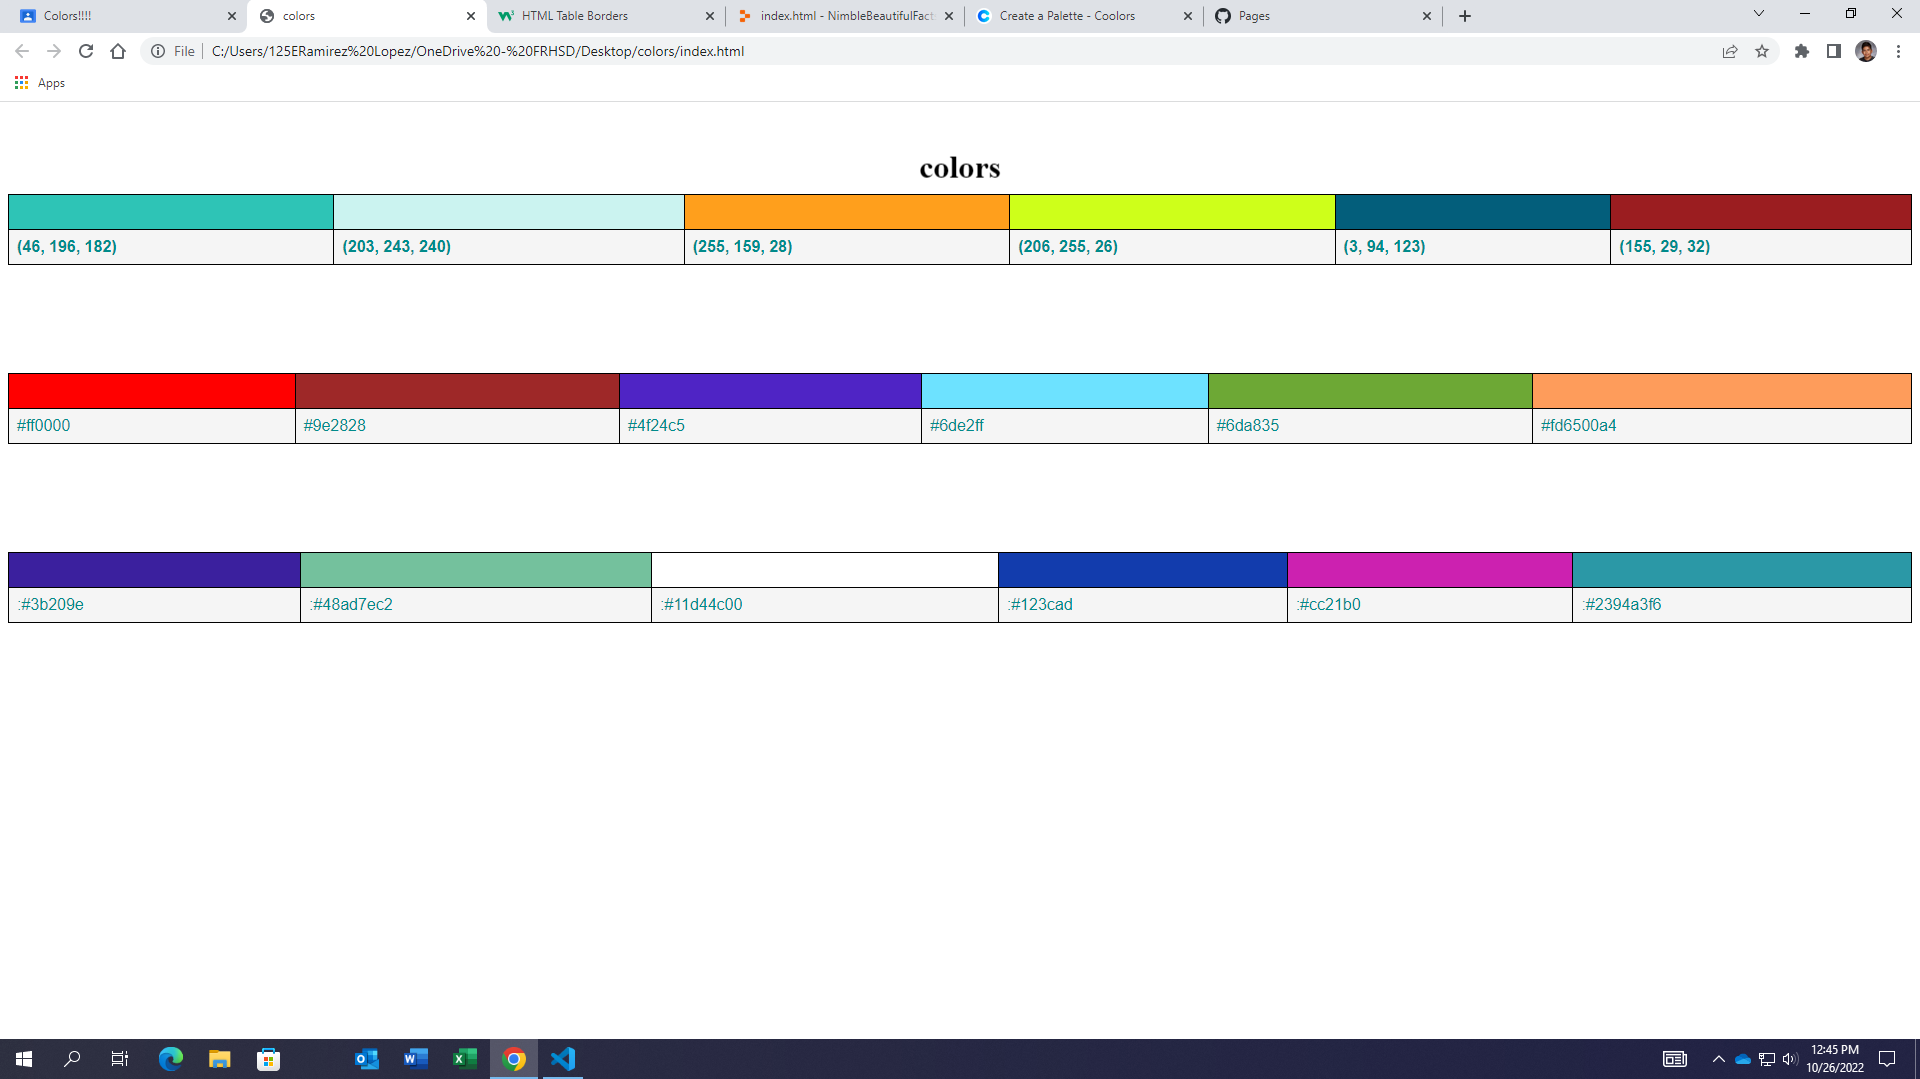 Colors!!!!
colors
HTML Table Borders
index.html - NimbleBeautifulFact
Create a Palette - Coolors
Pages
File
C:/Users/125ERamirez%20Lopez/OneDrive%20-%20FRHSD/Desktop/colors/index.html
Apps
colors
(46, 196, 182) (203, 243, 240) (255, 159, 28) (206, 255, 26) (3, 94, 123) (155, 29, 32)
#ff0000 #9e2828 #4f24c5 #6de2ff #6da835 #fd6500a4
:#3b209e :#48ad7ec2 :#11d44c00 :#123cad :#cc21b0 :#2394a3f6
12:45 PM
10/26/2022